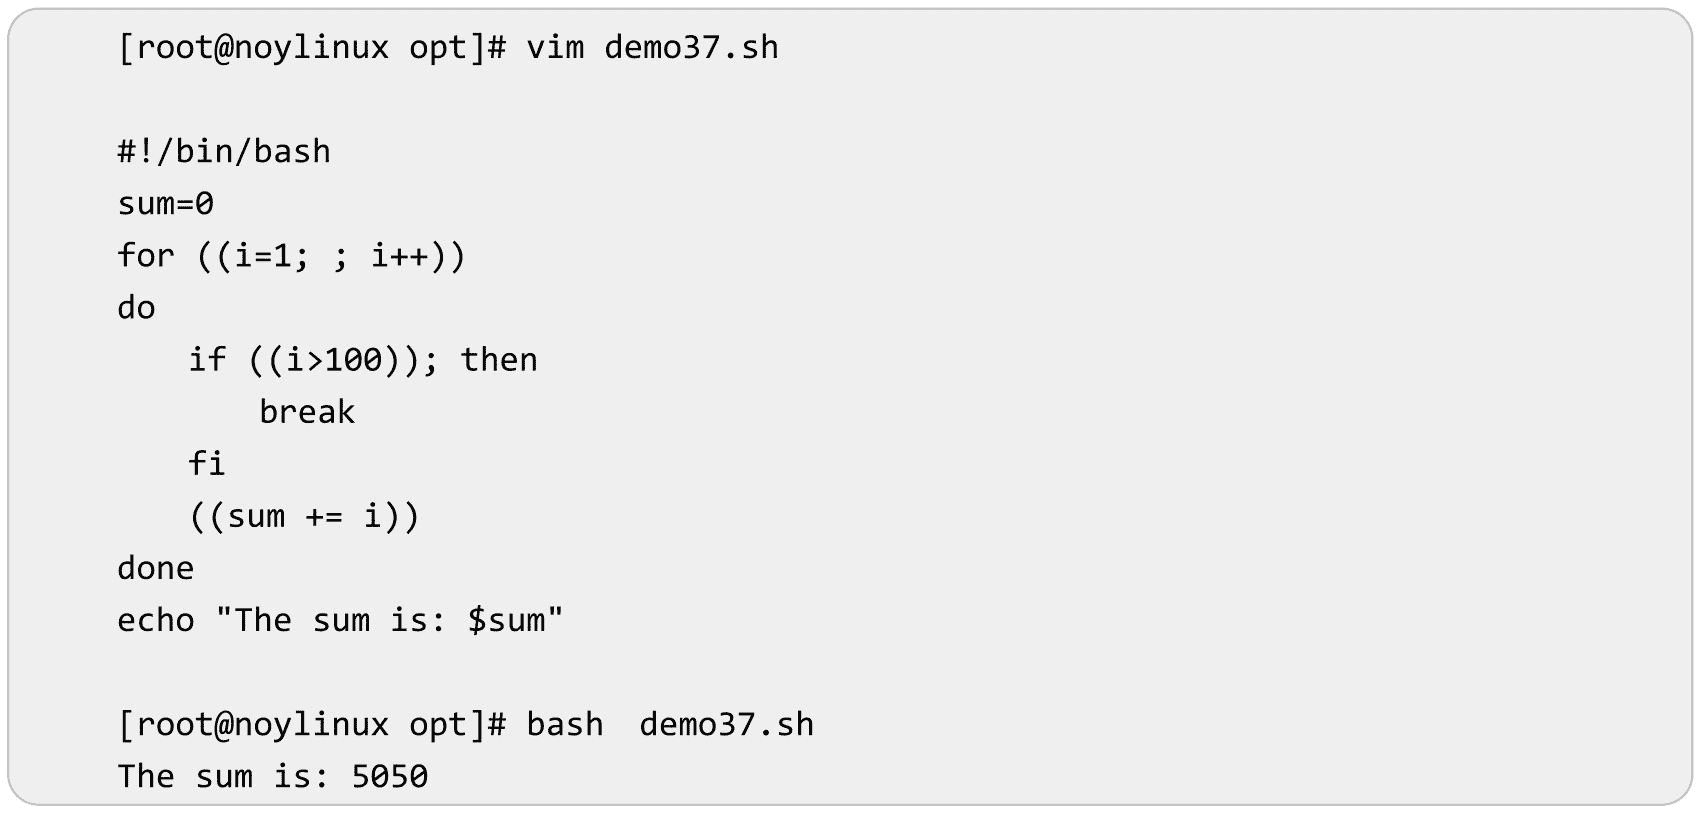 [root@noylinux opt]# vim demo37.sh

#!/bin/bash
sum=0
for ((i=1; ; i++))
do
    if ((i>100)); then
        break
    fi
    ((sum += i))
done
echo "The sum is: $sum"

[root@noylinux opt]# bash  demo37.sh
The sum is: 5050